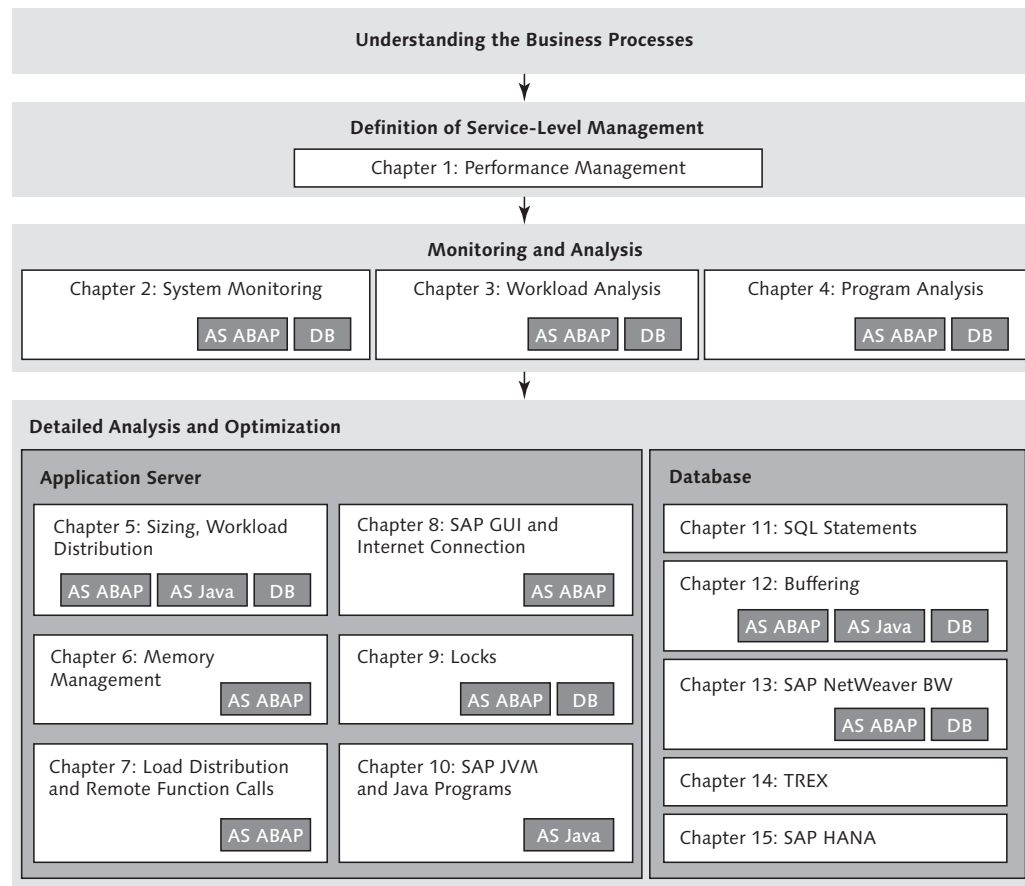 Understanding the Business Processes
Definition of Service-Level Management
Chapter 1: Performance Management
Monitoring and Analysis
Chapter 2: System Monitoring
AS ABAP
DB
Chapter 3: Workload Analysis
AS ABAP
DB
Chapter 4: Program Analysis
AS ABAP
DB
Detailed Analysis and Optimization
Application Server
Chapter 5: Sizing, Workload
Distribution
AS ABAP
AS Java
DB
Chapter 6: Memory
Management
AS ABAP
Chapter 7: Load Distribution
and Remote Function Calls
AS ABAP
Chapter 8: SAP GUI and
Internet Connection
AS ABAP
Chapter 9: Locks
AS ABAP
DB
Chapter 10: SAP JVM
and Java Programs
AS Java
Database
Chapter 11: SQL Statements
Chapter 12: Buffering
AS ABAP
AS Java
DB
Chapter 13: SAP NetWeaver BW
AS ABAP
DB
Chapter 14: TREX
Chapter 15: SAP HANA